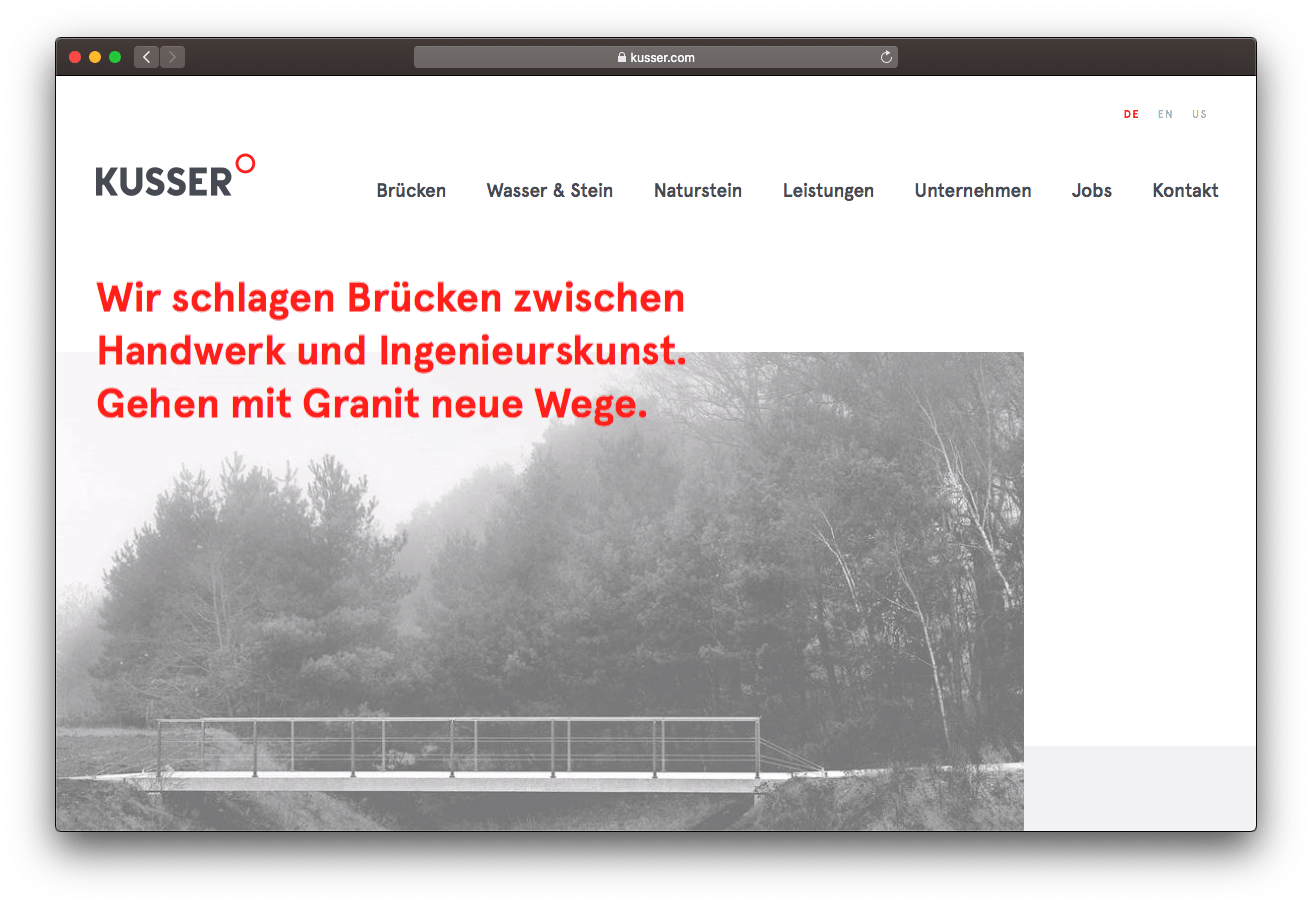 kusser.com
DE EN US
KUSSER
Brücken Wasser & Stein Naturstein Leistungen Unternehmen Jobs Kontakt
Wir schlagen Brücken zwischen
Handwerk und Ingenieurskunst.
Gehen mit Granit neue Wege.